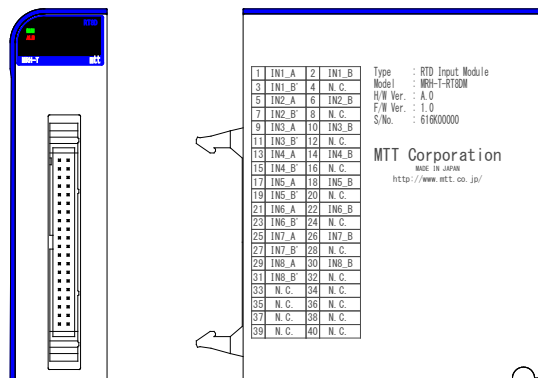 MRH-T mtt
1 IN1_A 2 IN1_B
3 IN1_B' 4 N.C.
5 IN2_A 6 IN2_B
7 IN2_B' 8 N.C.
9 IN3_A 10 IN3_B
11 IN3_B' 12 N.C.
13 IN4_A 14 IN4_B
15 IN4_B' 16 N.C.
17 IN5_A 18 IN5_B
19 IN5_B' 20 N.C.
21 IN6_A 22 IN6_B
23 IN6_B' 24 N.C.
25 IN7_A 26 IN7_B
27 IN7_B' 28 N.C.
29 IN8_A 30 IN8_B
31 IN8_B' 32 N.C.
33 N.C. 34 N.C.
35 N.C. 36 N.C.
37 N.C. 38 N.C.
39 N.C. 40 N.C.
Type : RTD Input Module
Model : MRH-T-RT8DM
H/W Ver. : A.0
F/W Ver. : 1.0
S/No. : 616K00000
MTT Corporation
MADE IN JAPAN
http://www.mtt.co.jp/